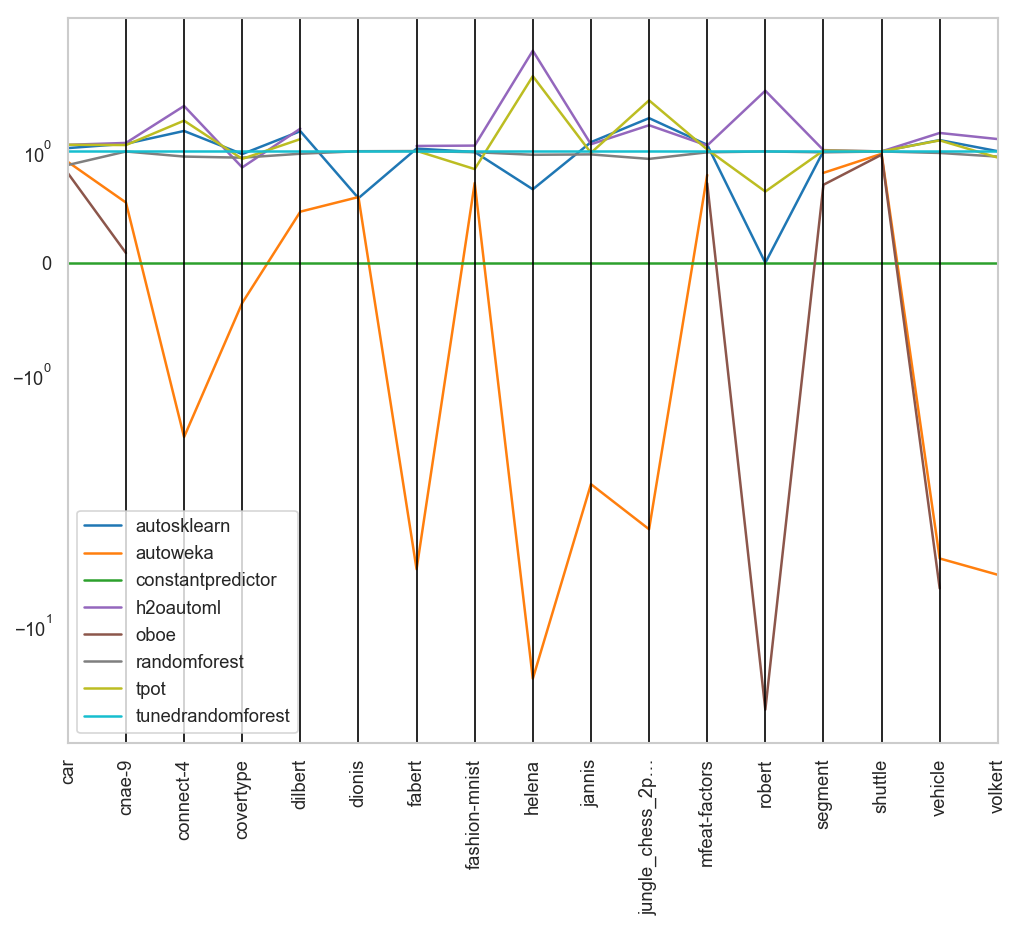 10^0
0
−10^0
−10^1
autosklearn
autoweka
constantpredictor
h2oautoml
oboe
randomforest
tpot
tunedrandomforest
car
cnae-9
connect-4
covertype
dilbert
dionis
fabert
fashion-mnist
helena
jannis
jungle_chess_2p…
mfeat-factors
robert
segment
shuttle
vehicle
volkert